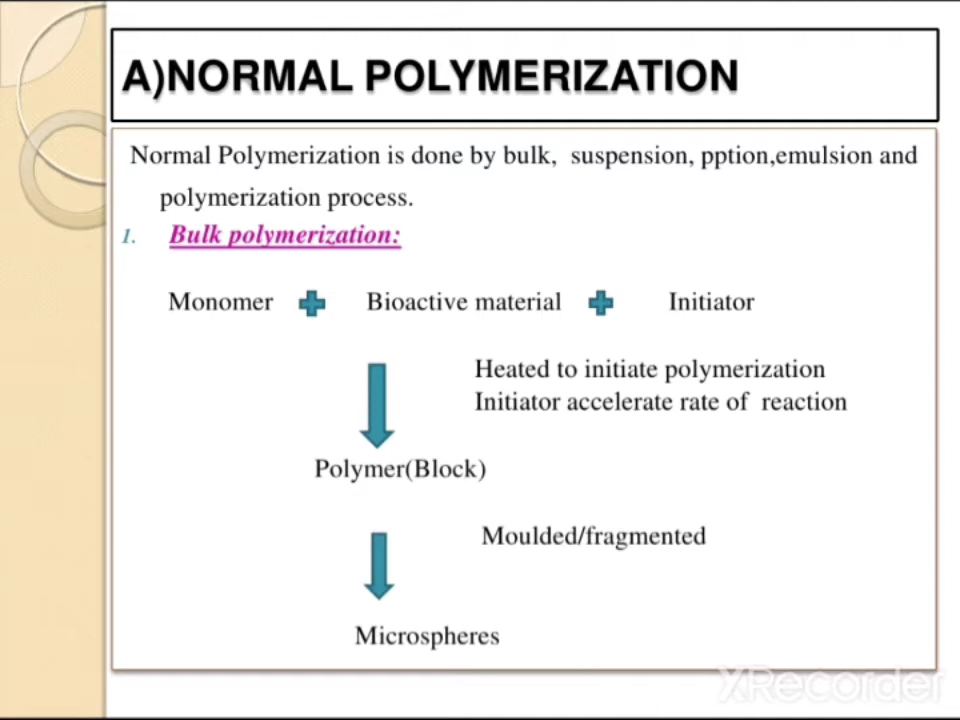 A)NORMAL POLYMERIZATION
Normal Polymerization is done by bulk, suspension, pption,emulsion and
polymerization process.
1. Bulk polymerization:
Monomer Bioactive material Initiator
Heated to initiate polymerization
Initiator accelerate rate of reaction
Polymer(Block)
Moulded/fragmented
Microspheres
XRecorder